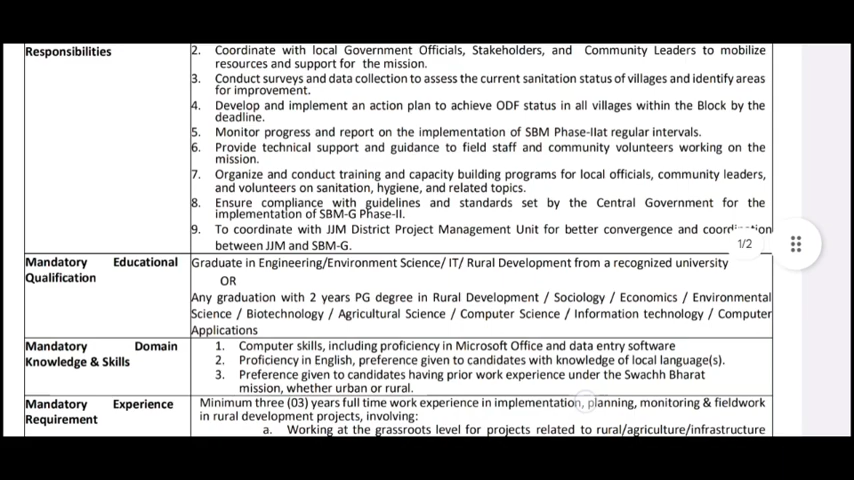 Responsibilities
2. Coordinate with local Government Officials, Stakeholders, and Community Leaders to mobilize
resources and support for the mission.
3. Conduct surveys and data collection to assess the current sanitation status of villages and identify areas
for improvement.
4. Develop and implement an action plan to achieve ODF status in all villages within the Block by the
deadline.
5. Monitor progress and report on the implementation of SBM Phase-IIat regular intervals.
6. Provide technical support and guidance to field staff and community volunteers working on the
mission.
7. Organize and conduct training and capacity building programs for local officials, community leaders,
and volunteers on sanitation, hygiene, and related topics.
8. Ensure compliance with guidelines and standards set by the Central Government for the
implementation of SBM-G Phase-II.
9. To coordinate with JJM District Project Management Unit for better convergence and
between JJM and SBM-G.
1/2
Mandatory Educational
Qualification
Graduate in Engineering/Environment Science/ IT/ Rural Development from a recognized university
OR
Any graduation with 2 years PG degree in Rural Development / Sociology / Economics / Environmental
Science / Biotechnology / Agricultural Science / Computer Science / Information technology / Computer
Applications
Mandatory Domain
Knowledge & Skills
1. Computer skills, including proficiency in Microsoft Office and data entry software
2. Proficiency in English, preference given to candidates with knowledge of local language(s).
3. Preference given to candidates having prior work experience under the Swachh Bharat
mission, whether urban or rural.
Mandatory Experience
Requirement
Minimum three (03) years full time work experience in implementation, planning, monitoring & fieldwork
in rural development projects, involving:
a. Working at the grassroots level for projects related to rural/agriculture/infrastructure